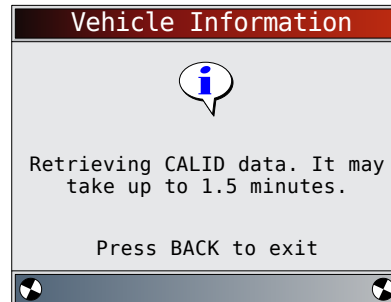 Vehicle Information
i
Retrieving CALID data. It may
take up to 1.5 minutes.
Press BACK to exit